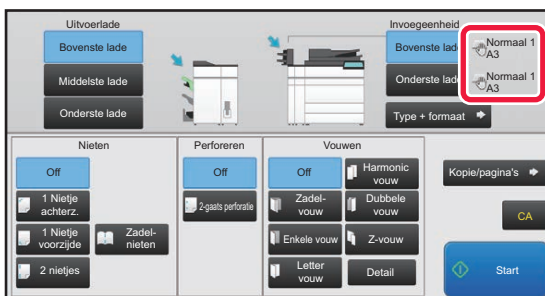 Uitvoerlade
Bovenste lade
Middelste lade
Onderste lade
Invoegeenheid
Bovenste lade
Normaal 1
A3
Onderste lade
Normaal 1
A3
Type + formaat
Nieten
Off
1 Nietje
achterz.
1 Nietje
voorzijde
Zadel-
nieten
2 nietjes
Perforeren
Off
2-gaats perforatie
Vouwen
Off
Harmonic
vouw
Zadel-
vouw
Dubbele
vouw
Enkele vouw
Z-vouw
Letter
vouw
Detail
Kopie/pagina's
CA
Start